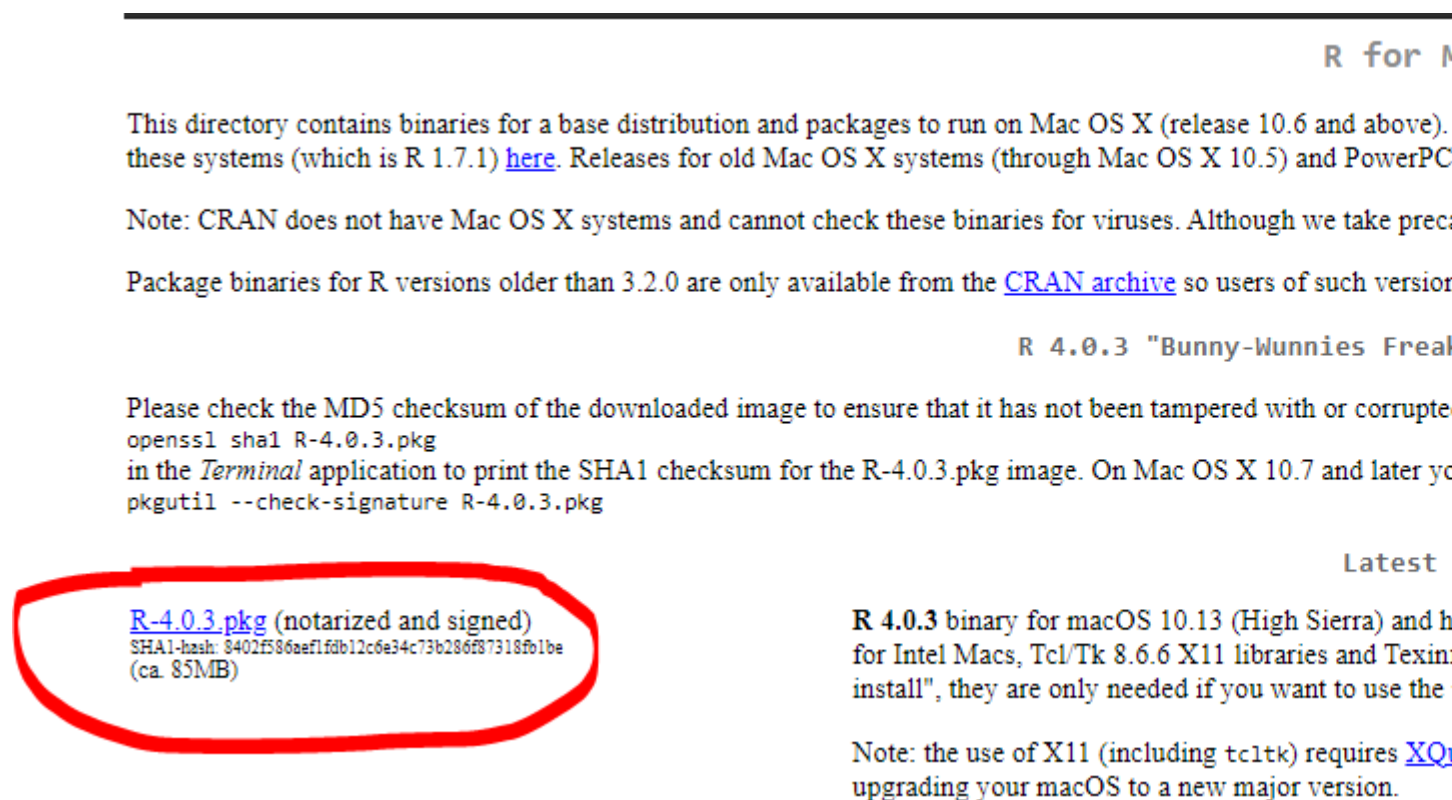 R for M
This directory contains binaries for a base distribution and packages to run on Mac OS X (release 10.6 and above).
these systems (which is R 1.7.1) here. Releases for old Mac OS X systems (through Mac OS X 10.5) and PowerPC
Note: CRAN does not have Mac OS X systems and cannot check these binaries for viruses. Although we take preca
Package binaries for R versions older than 3.2.0 are only available from the CRAN archive so users of such version
R 4.0.3 "Bunny-Wunnies Freak
Please check the MD5 checksum of the downloaded image to ensure that it has not been tampered with or corrupted
openssl sha1 R-4.0.3.pkg
in the Terminal application to print the SHA1 checksum for the R-4.0.3.pkg image. On Mac OS X 10.7 and later yo
pkgutil --check-signature R-4.0.3.pkg
Latest
R-4.0.3.pkg (notarized and signed)
SHA1-hash: 8402f586aef1fdb12c6e34c73b286f87318fb1be
(ca. 85MB)
R 4.0.3 binary for macOS 10.13 (High Sierra) and h
for Intel Macs, Tcl/Tk 8.6.6 X11 libraries and Texin
install", they are only needed if you want to use the
Note: the use of X11 (including tcltk) requires XQu
upgrading your macOS to a new major version.